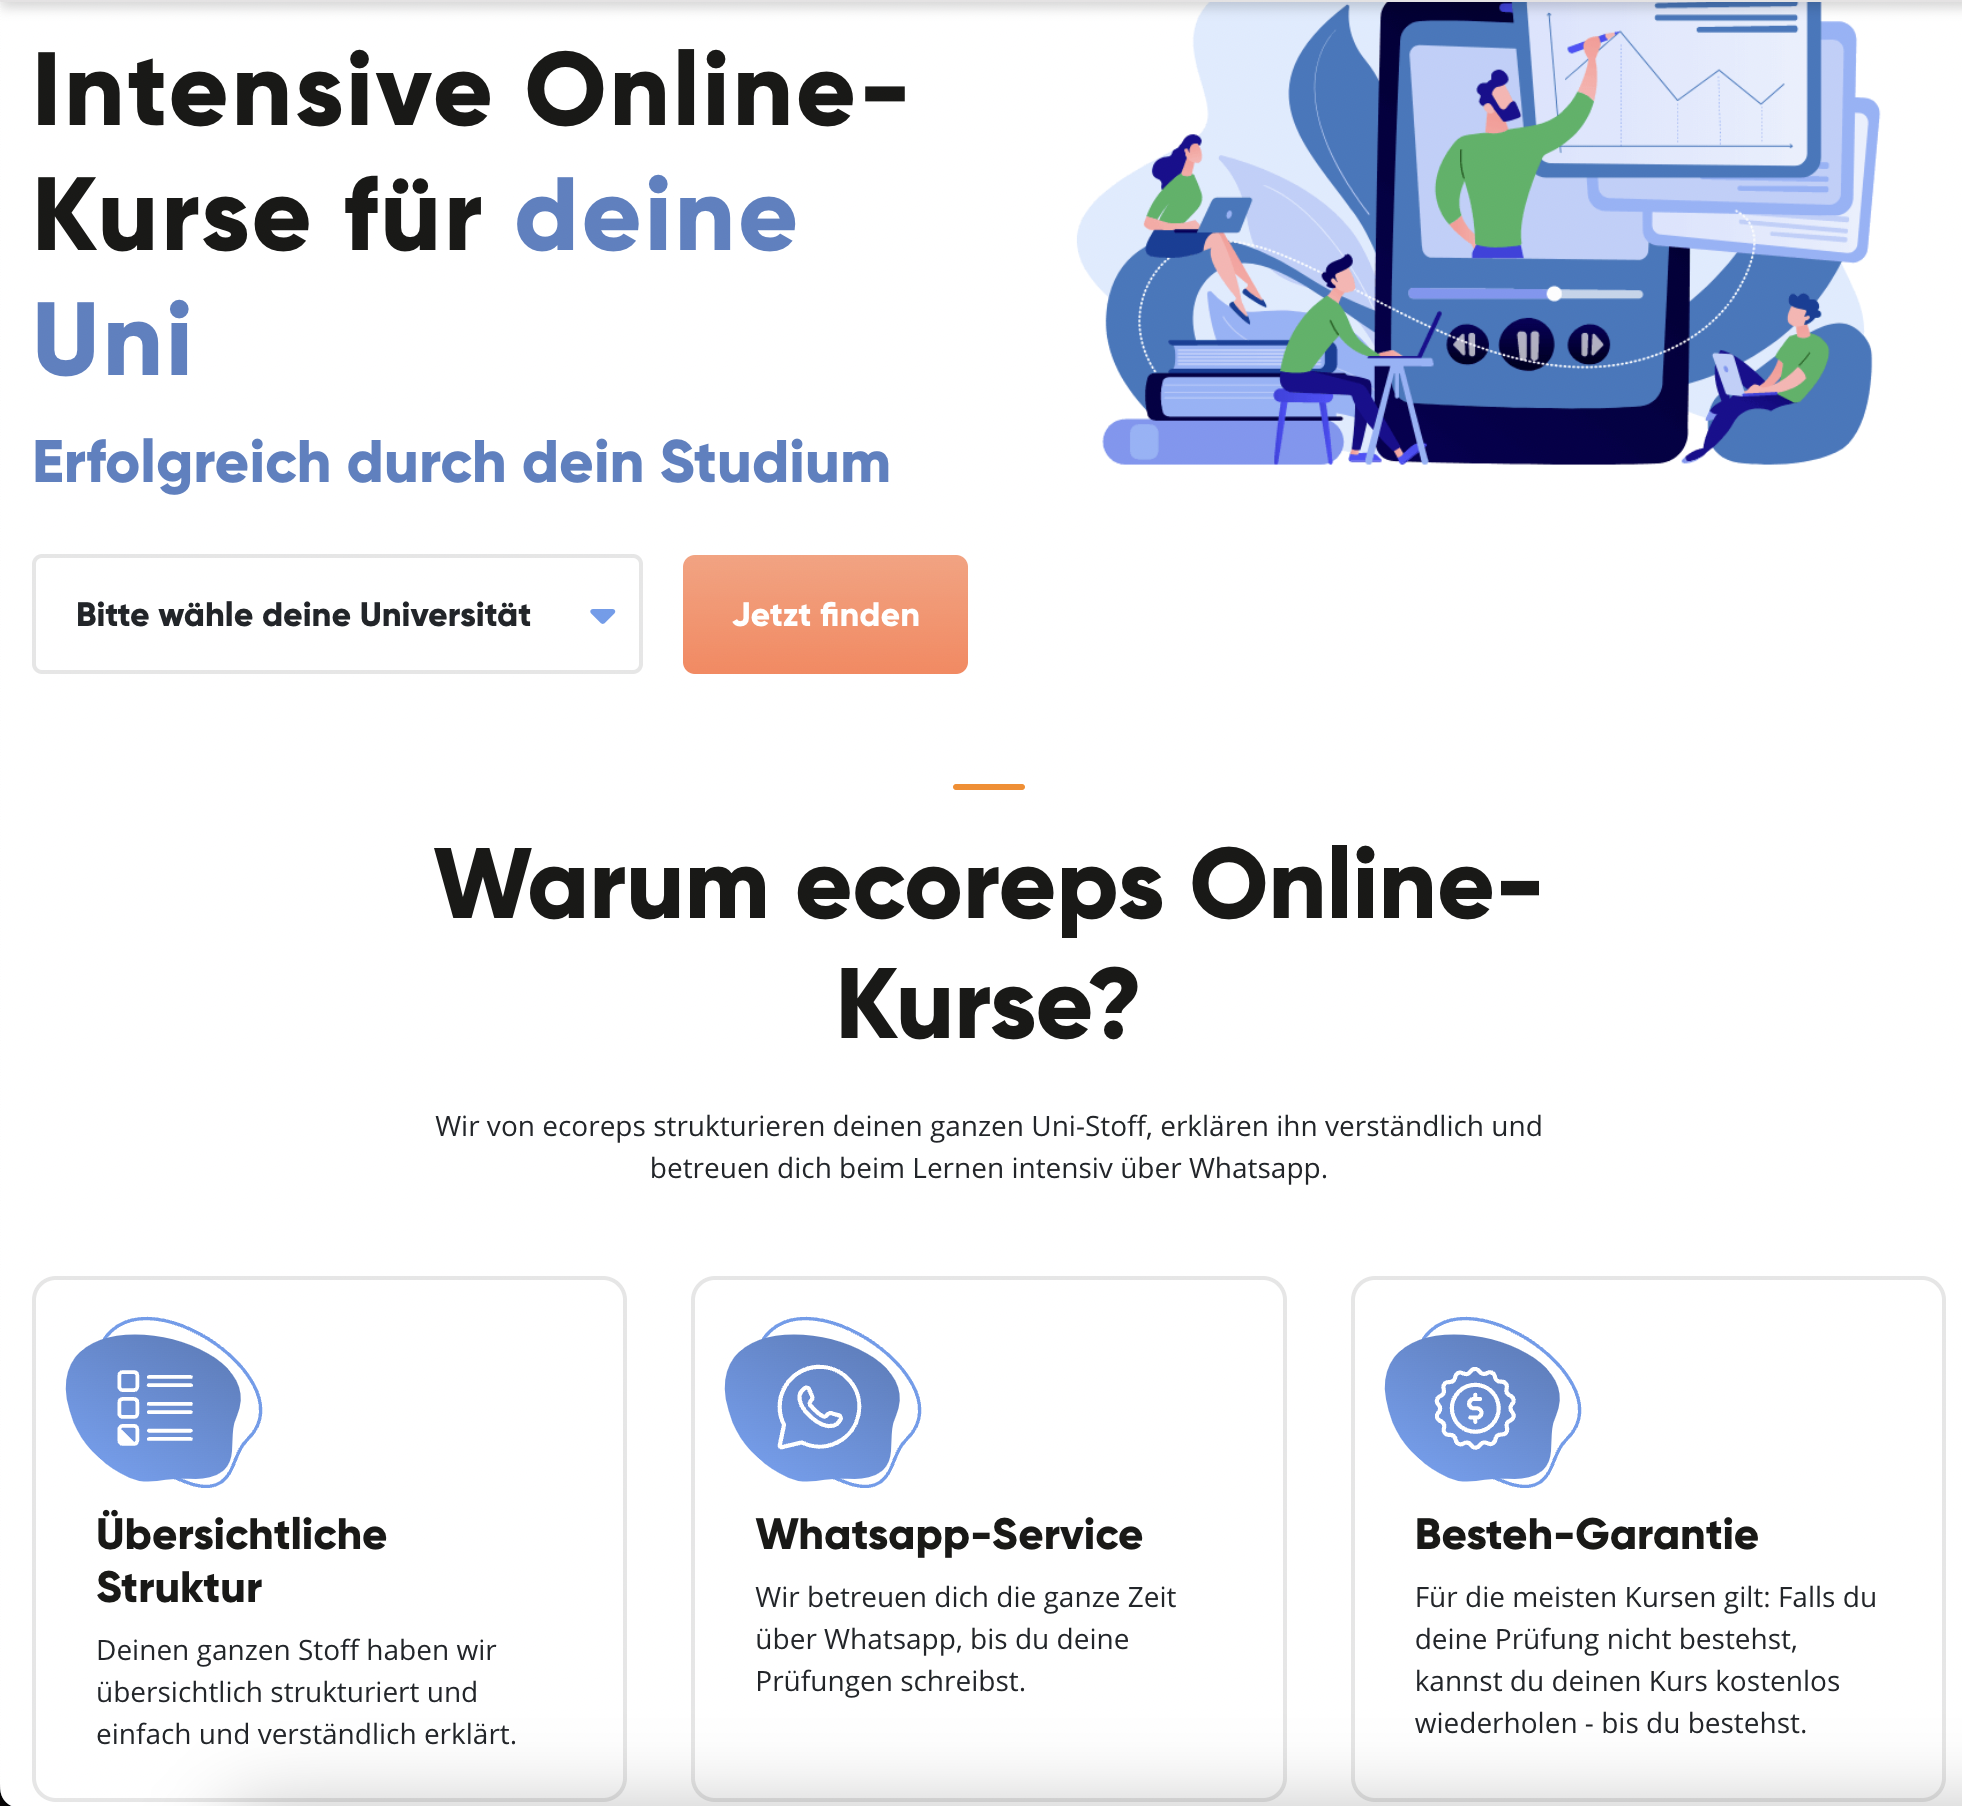 Intensive Online-
Kurse für deine
Uni
Erfolgreich durch dein Studium
Bitte wähle deine Universität
Jetzt finden
Warum ecoreps Online-
Kurse?
Wir von ecoreps strukturieren deinen ganzen Uni-Stoff, erklären ihn verständlich und
betreuen dich beim Lernen intensiv über Whatsapp.
Übersichtliche
Struktur
Deinen ganzen Stoff haben wir
übersichtlich strukturiert und
einfach und verständlich erklärt.
Whatsapp-Service
Wir betreuen dich die ganze Zeit
über Whatsapp, bis du deine
Prüfungen schreibst.
$
Besteh-Garantie
Für die meisten Kursen gilt: Falls du
deine Prüfung nicht bestehst,
kannst du deinen Kurs kostenlos
wiederholen - bis du bestehst.